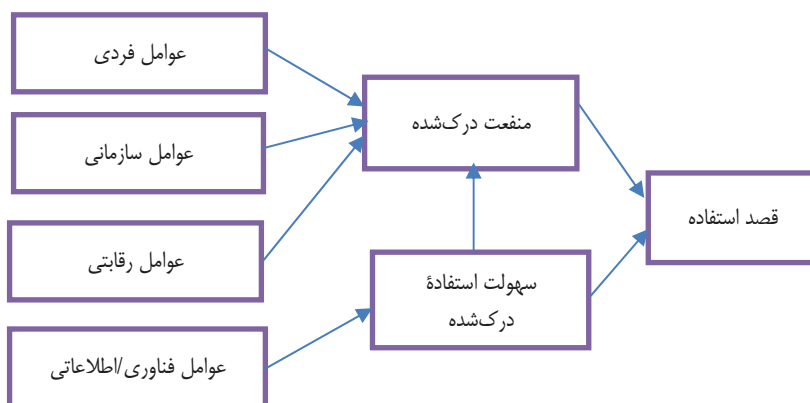 عوامل فردی
عوامل سازمانی
عوامل رقابتی
عوامل فناوری/اطلاعاتی
منفعت درک‌شده
سهولت استفادهٔ
درک‌شده
قصد استفاده